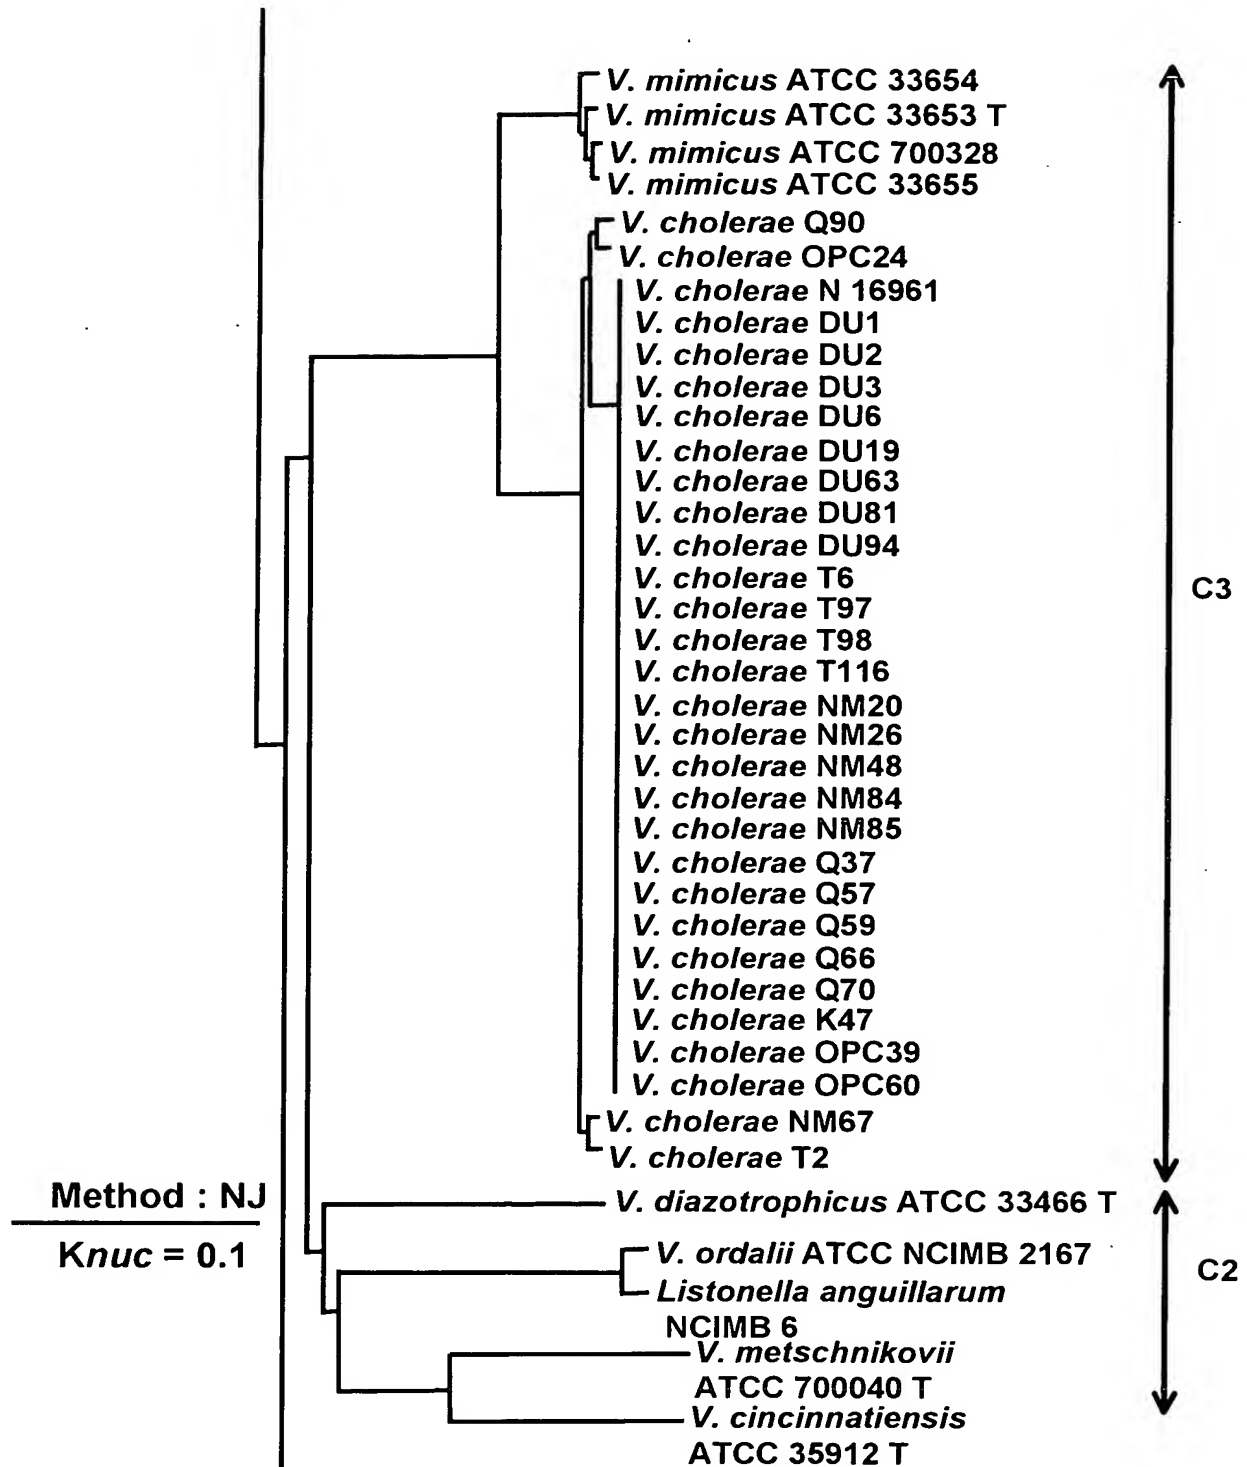 V. mimicus ATCC 33654
V. mimicus ATCC 33653 T
V. mimicus ATCC 700328
V. mimicus ATCC 33655
V. cholerae Q90
V. cholerae OPC24
V. cholerae N 16961
V. cholerae DU1
V. cholerae DU2
V. cholerae DU3
V. cholerae DU6
V. cholerae DU19
V. cholerae DU63
V. cholerae DU81
V. cholerae DU94
V. cholerae T6
C3
V. cholerae T97
V. cholerae T98
V. cholerae T116
V. cholerae NM20
V. cholerae NM26
V. cholerae NM48
V. cholerae NM84
V. cholerae NM85
V. cholerae Q37
V. cholerae Q57
V. cholerae Q59
V. cholerae Q66
V. cholerae Q70
V. cholerae K47
V. cholerae OPC39
V. cholerae OPC60
V. cholerae NM67
V. cholerae T2
Method : NJ
Knuc = 0.1
V. diazotrophicus ATCC 33466 T
V. ordalii ATCC NCIMB 2167
C2
Listonella anguillarum
NCIMB 6
V. metschnikovii
ATCC 700040 T
V. cincinnatiensis
ATCC 35912 T